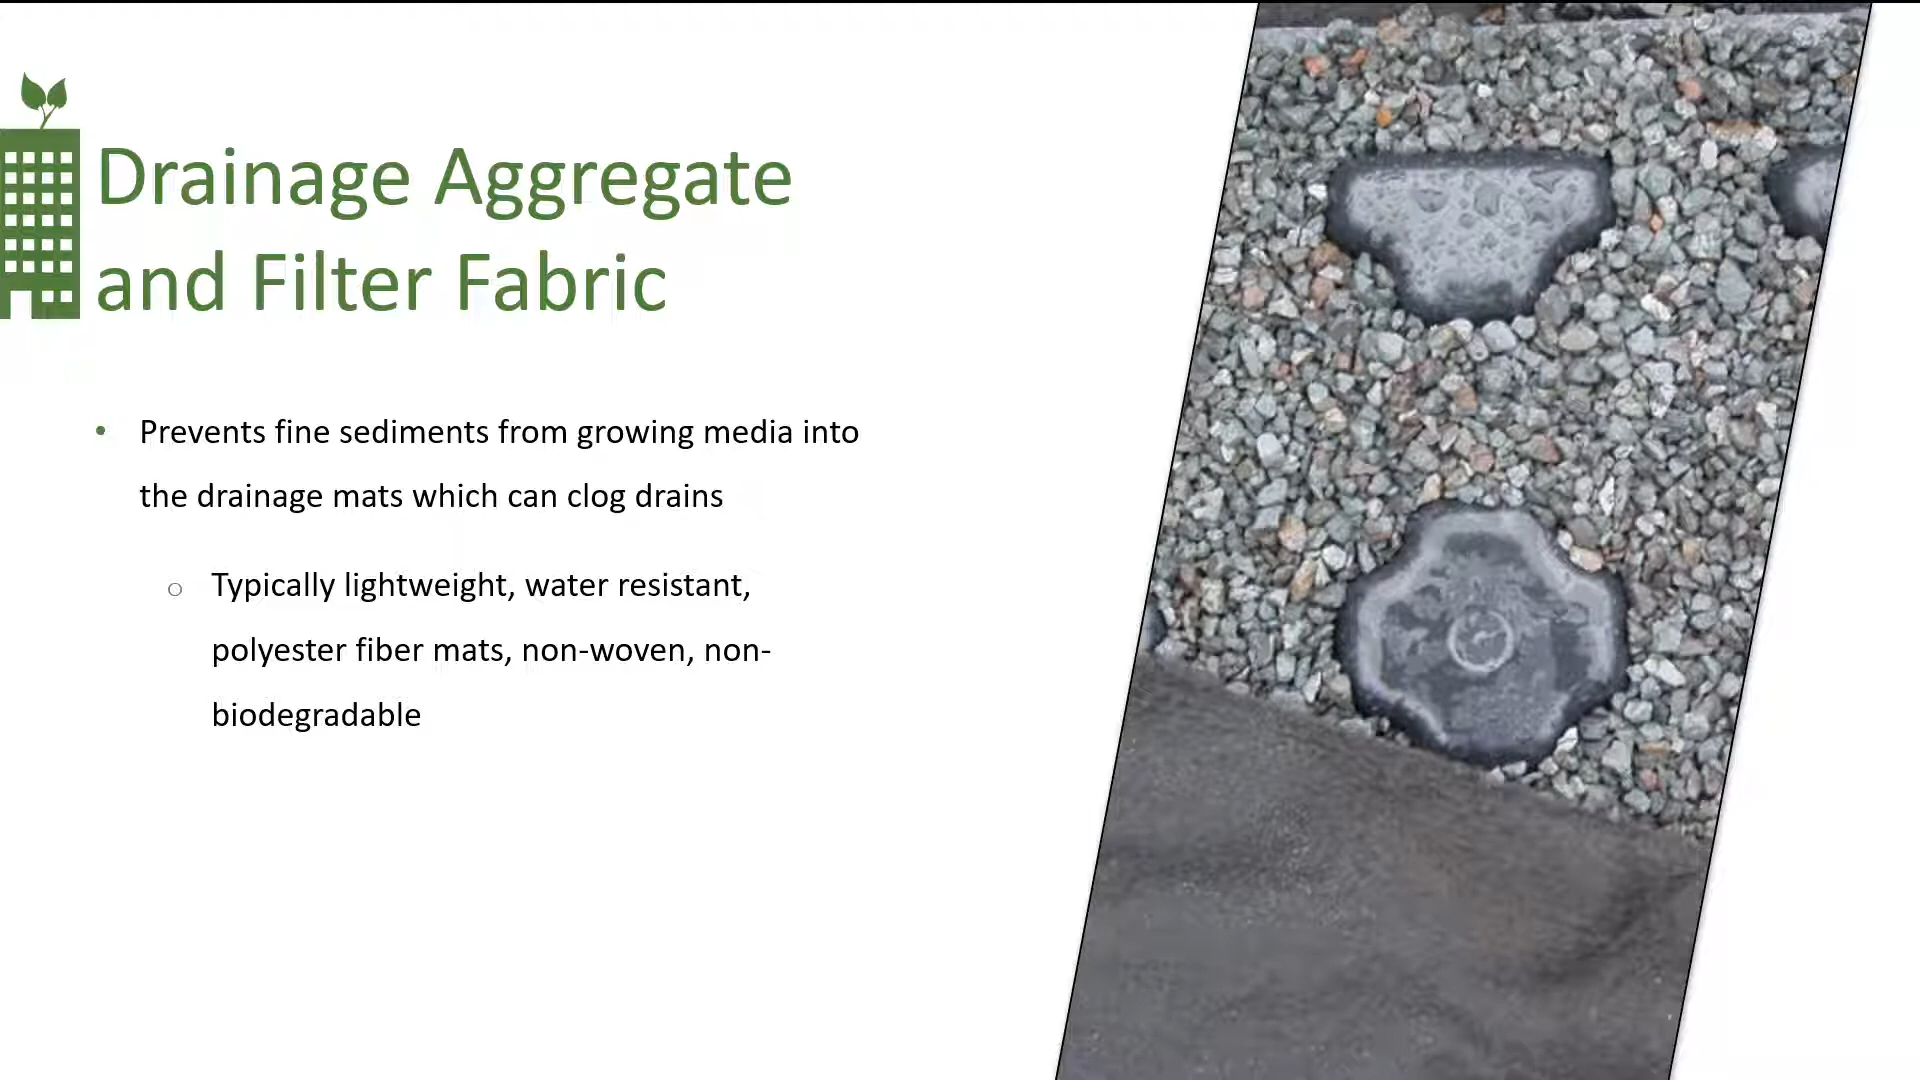 Drainage Aggregate
and Filter Fabric
• Prevents fine sediments from growing media into
the drainage mats which can clog drains
o Typically lightweight, water resistant,
polyester fiber mats, non-woven, non-
biodegradable